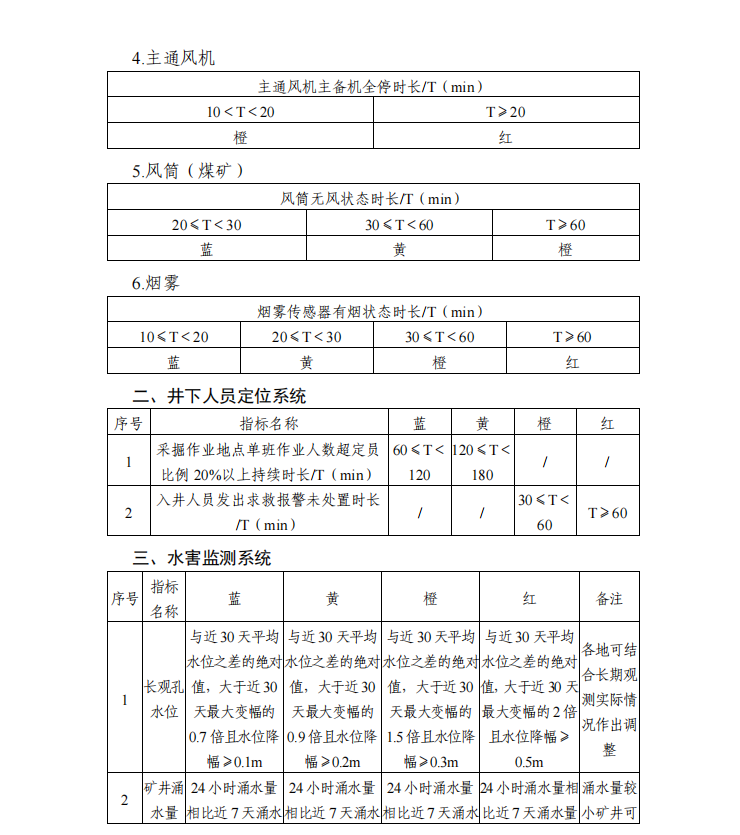 4.主通风机
主通风机主备机全停时长/T（min）
10＜T＜20 T≥20
橙 红
5.风筒（煤矿）
风筒无风状态时长/T（min）
20≤T＜30 30≤T＜60 T≥60
蓝 黄 橙
6.烟雾
烟雾传感器有烟状态时长/T（min）
10≤T＜20 20≤T＜30 30≤T＜60 T≥60
蓝 黄 橙 红
二、井下人员定位系统
序号 指标名称 蓝 黄 橙 红
1 采掘作业地点单班作业人数超定员
比例 20%以上持续时长/T（min） 60≤T＜
120 120≤T＜
180 / /
2 入井人员发出求救报警未处置时长
/T（min） / / 30≤T＜
60 T≥60
三、水害监测系统
序号 指标
名称 蓝 黄 橙 红 备注
1 长观孔
水位
与近 30 天平均
水位之差的绝对
值，大于近 30
天最大变幅的
0.7 倍且水位降
幅≥0.1m
与近 30 天平均
水位之差的绝对
值，大于近 30
天最大变幅的
0.9 倍且水位降
幅≥0.2m
与近 30 天平均
水位之差的绝对
值，大于近 30
天最大变幅的
1.5 倍且水位降
幅≥0.3m
与近 30 天平均
水位之差的绝对
值，大于近 30 天
最大变幅的 2 倍
且水位降幅≥
0.5m
各地可结
合长期观
测实际情
况作出调
整
2 矿井涌
水量
24 小时涌水量
相比近 7 天涌水
24 小时涌水量
相比近 7 天涌水
24 小时涌水量
相比近 7 天涌水
24 小时涌水量相
比近 7 天涌水量
涌水量较
小矿井可